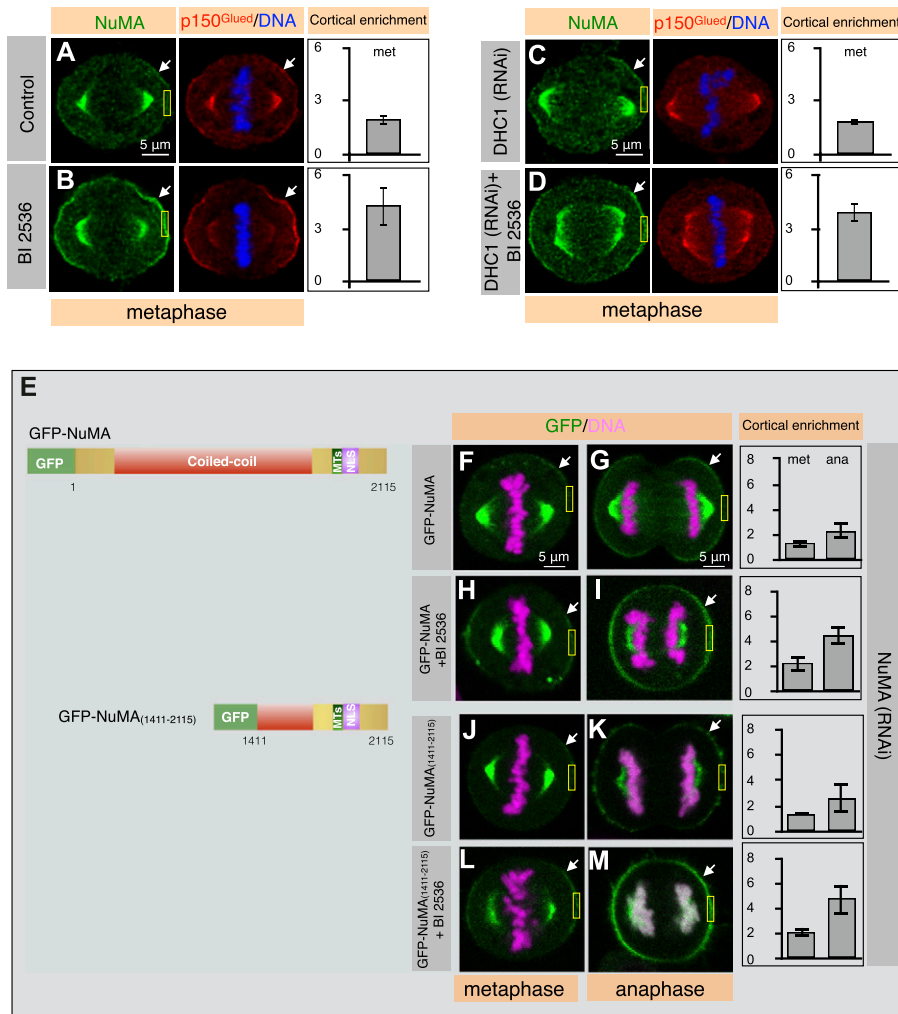 NuMA
p150Glued/DNA
Cortical enrichment
NuMA
p150Glued/DNA
Cortical enrichment
Control
A
5 µm
6
3
0
met
DHC1 (RNAi)
C
5 µm
6
3
0
met
BI 2536
B
6
3
0
DHC1 (RNAi)+
BI 2536
D
6
3
0
metaphase
metaphase
E
GFP-NuMA
GFP
Coiled-coil
MTs
NLS
1
2115
GFP-NuMA(1411-2115)
GFP
MTs
NLS
1411
2115
GFP/DNA
Cortical enrichment
GFP-NuMA
F
5 µm
G
5 µm
8
6
4
2
0
met
ana
GFP-NuMA
+BI 2536
H
I
8
6
4
2
0
GFP-NuMA(1411-2115)
J
K
8
6
4
2
0
GFP-NuMA(1411-2115)
+ BI 2536
L
M
8
6
4
2
0
NuMA (RNAi)
metaphase
anaphase